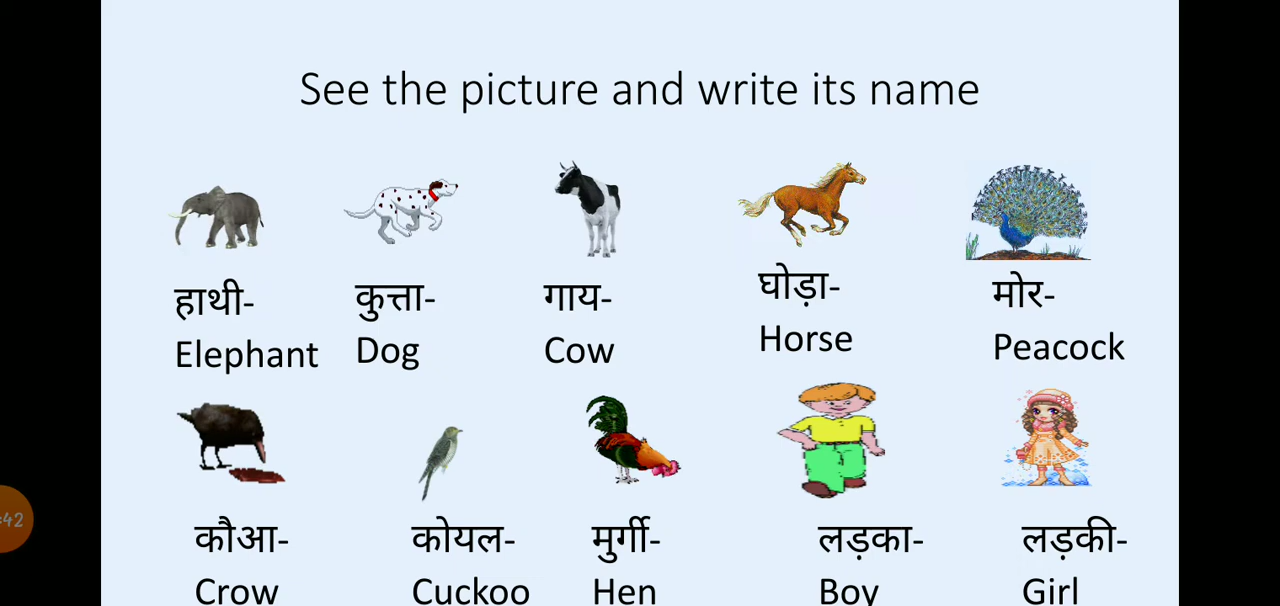 See the picture and write its name
हाथी- कुत्ता- गाय- घोड़ा- मोर-
Elephant Dog Cow Horse Peacock
कौआ- कोयल- मुर्गी- लड़का- लड़की-
Crow Cuckoo Hen Boy Girl
:42